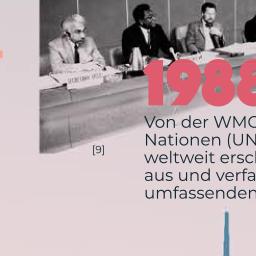 1988
Von der WMO
Nationen (UN
weltweit ersch
aus und verfa
umfassenden
[9]